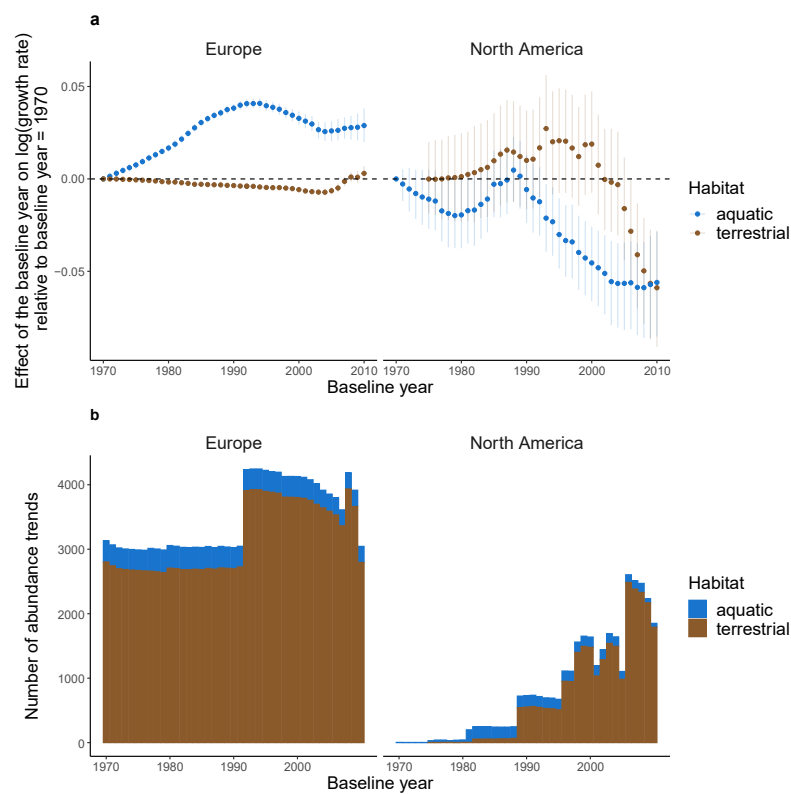 a
Europe
North America
Effect of the baseline year on log(growth rate)
relative to baseline year = 1970
0.05
0.00
−0.05
1970 1980 1990 2000 2010 1970 1980 1990 2000 2010
Baseline year
Habitat
aquatic
terrestrial
b
Europe
North America
Number of abundance trends
4000
3000
2000
1000
0
1970 1980 1990 2000 1970 1980 1990 2000
Baseline year
Habitat
aquatic
terrestrial